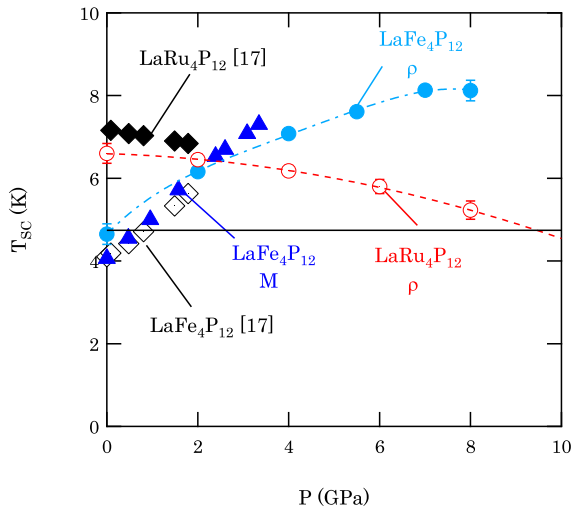 10
8
6
4
2
0
0
2
4
6
8
10
T_SC (K)
P (GPa)
LaRu₄P₁₂ [17]
LaFe₄P₁₂
ρ
LaFe₄P₁₂
M
LaRu₄P₁₂
ρ
LaFe₄P₁₂ [17]